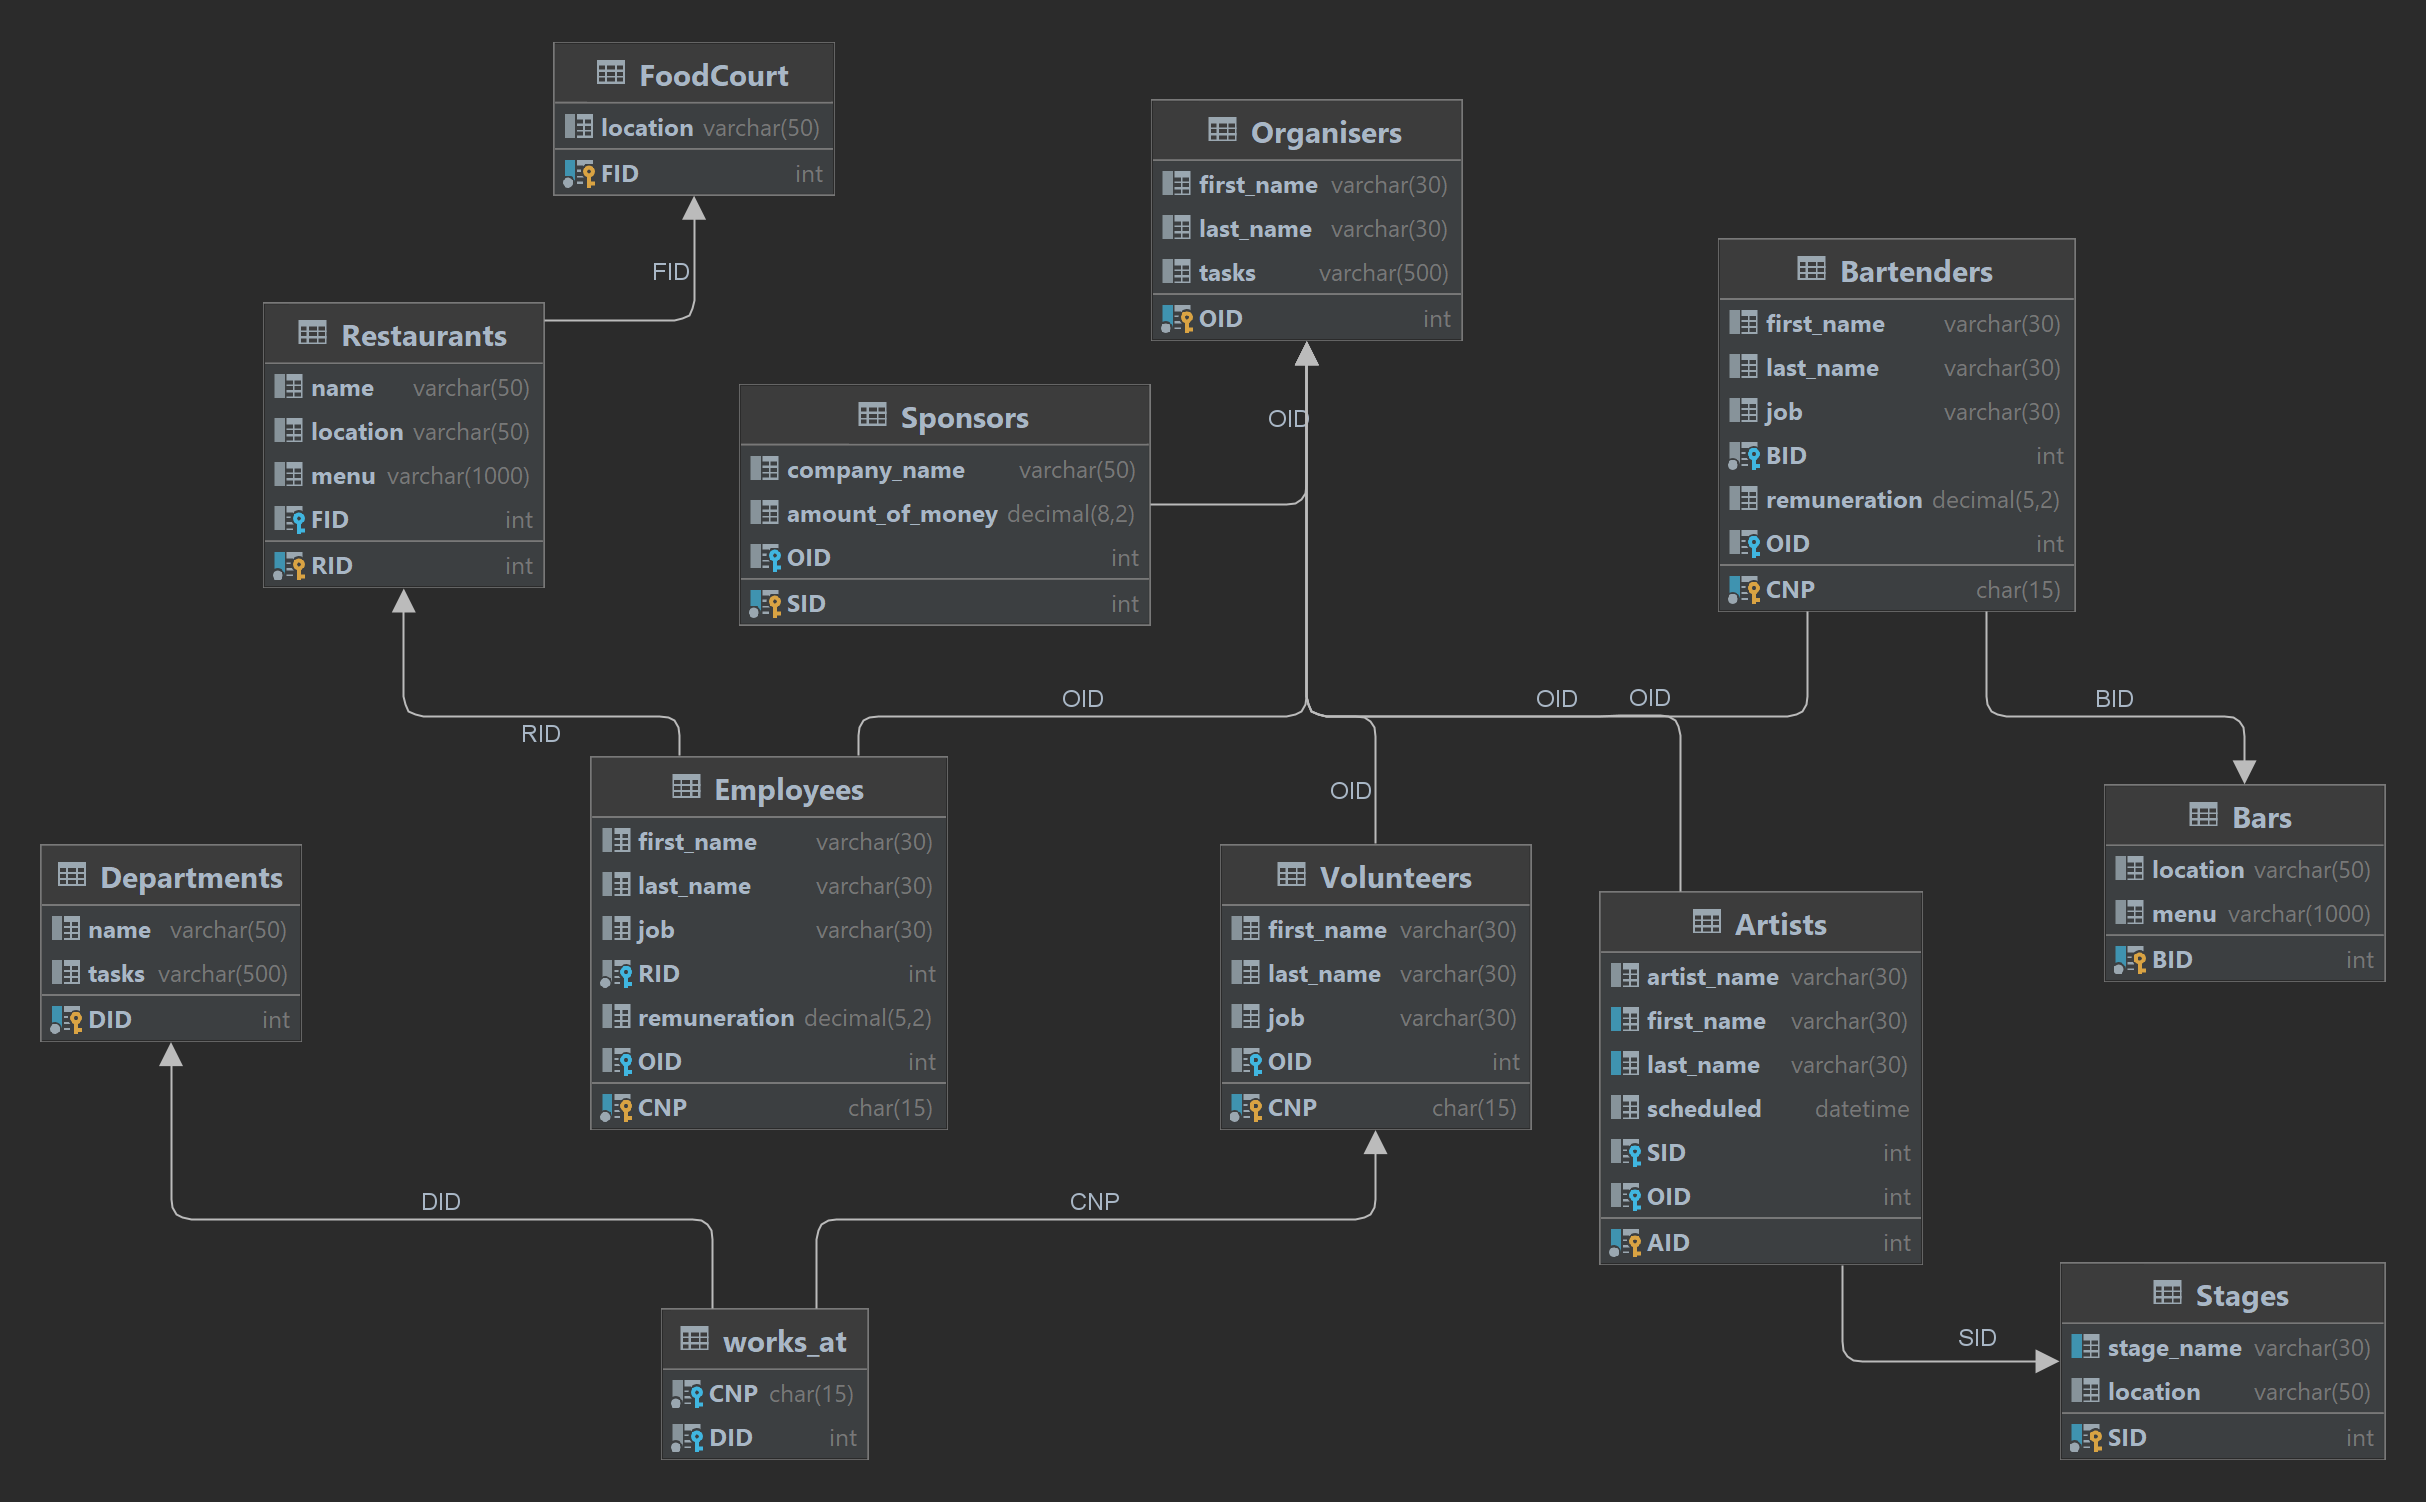 FoodCourt
location varchar(50)
FID int
FID
Organisers
first_name varchar(30)
last_name varchar(30)
tasks varchar(500)
OID int
Bartenders
first_name varchar(30)
last_name varchar(30)
job varchar(30)
BID int
remuneration decimal(5,2)
OID int
CNP char(15)
Restaurants
name varchar(50)
location varchar(50)
menu varchar(1000)
FID int
RID int
Sponsors
company_name varchar(50)
amount_of_money decimal(8,2)
OID int
SID int
OID
RID
OID
OID
OID
BID
OID
Employees
first_name varchar(30)
last_name varchar(30)
job varchar(30)
RID int
remuneration decimal(5,2)
OID int
CNP char(15)
Bars
location varchar(50)
menu varchar(1000)
BID int
Departments
name varchar(50)
tasks varchar(500)
DID int
Volunteers
first_name varchar(30)
last_name varchar(30)
job varchar(30)
OID int
CNP char(15)
Artists
artist_name varchar(30)
first_name varchar(30)
last_name varchar(30)
scheduled datetime
SID int
OID int
AID int
DID
CNP
SID
works_at
CNP char(15)
DID int
Stages
stage_name varchar(30)
location varchar(50)
SID int